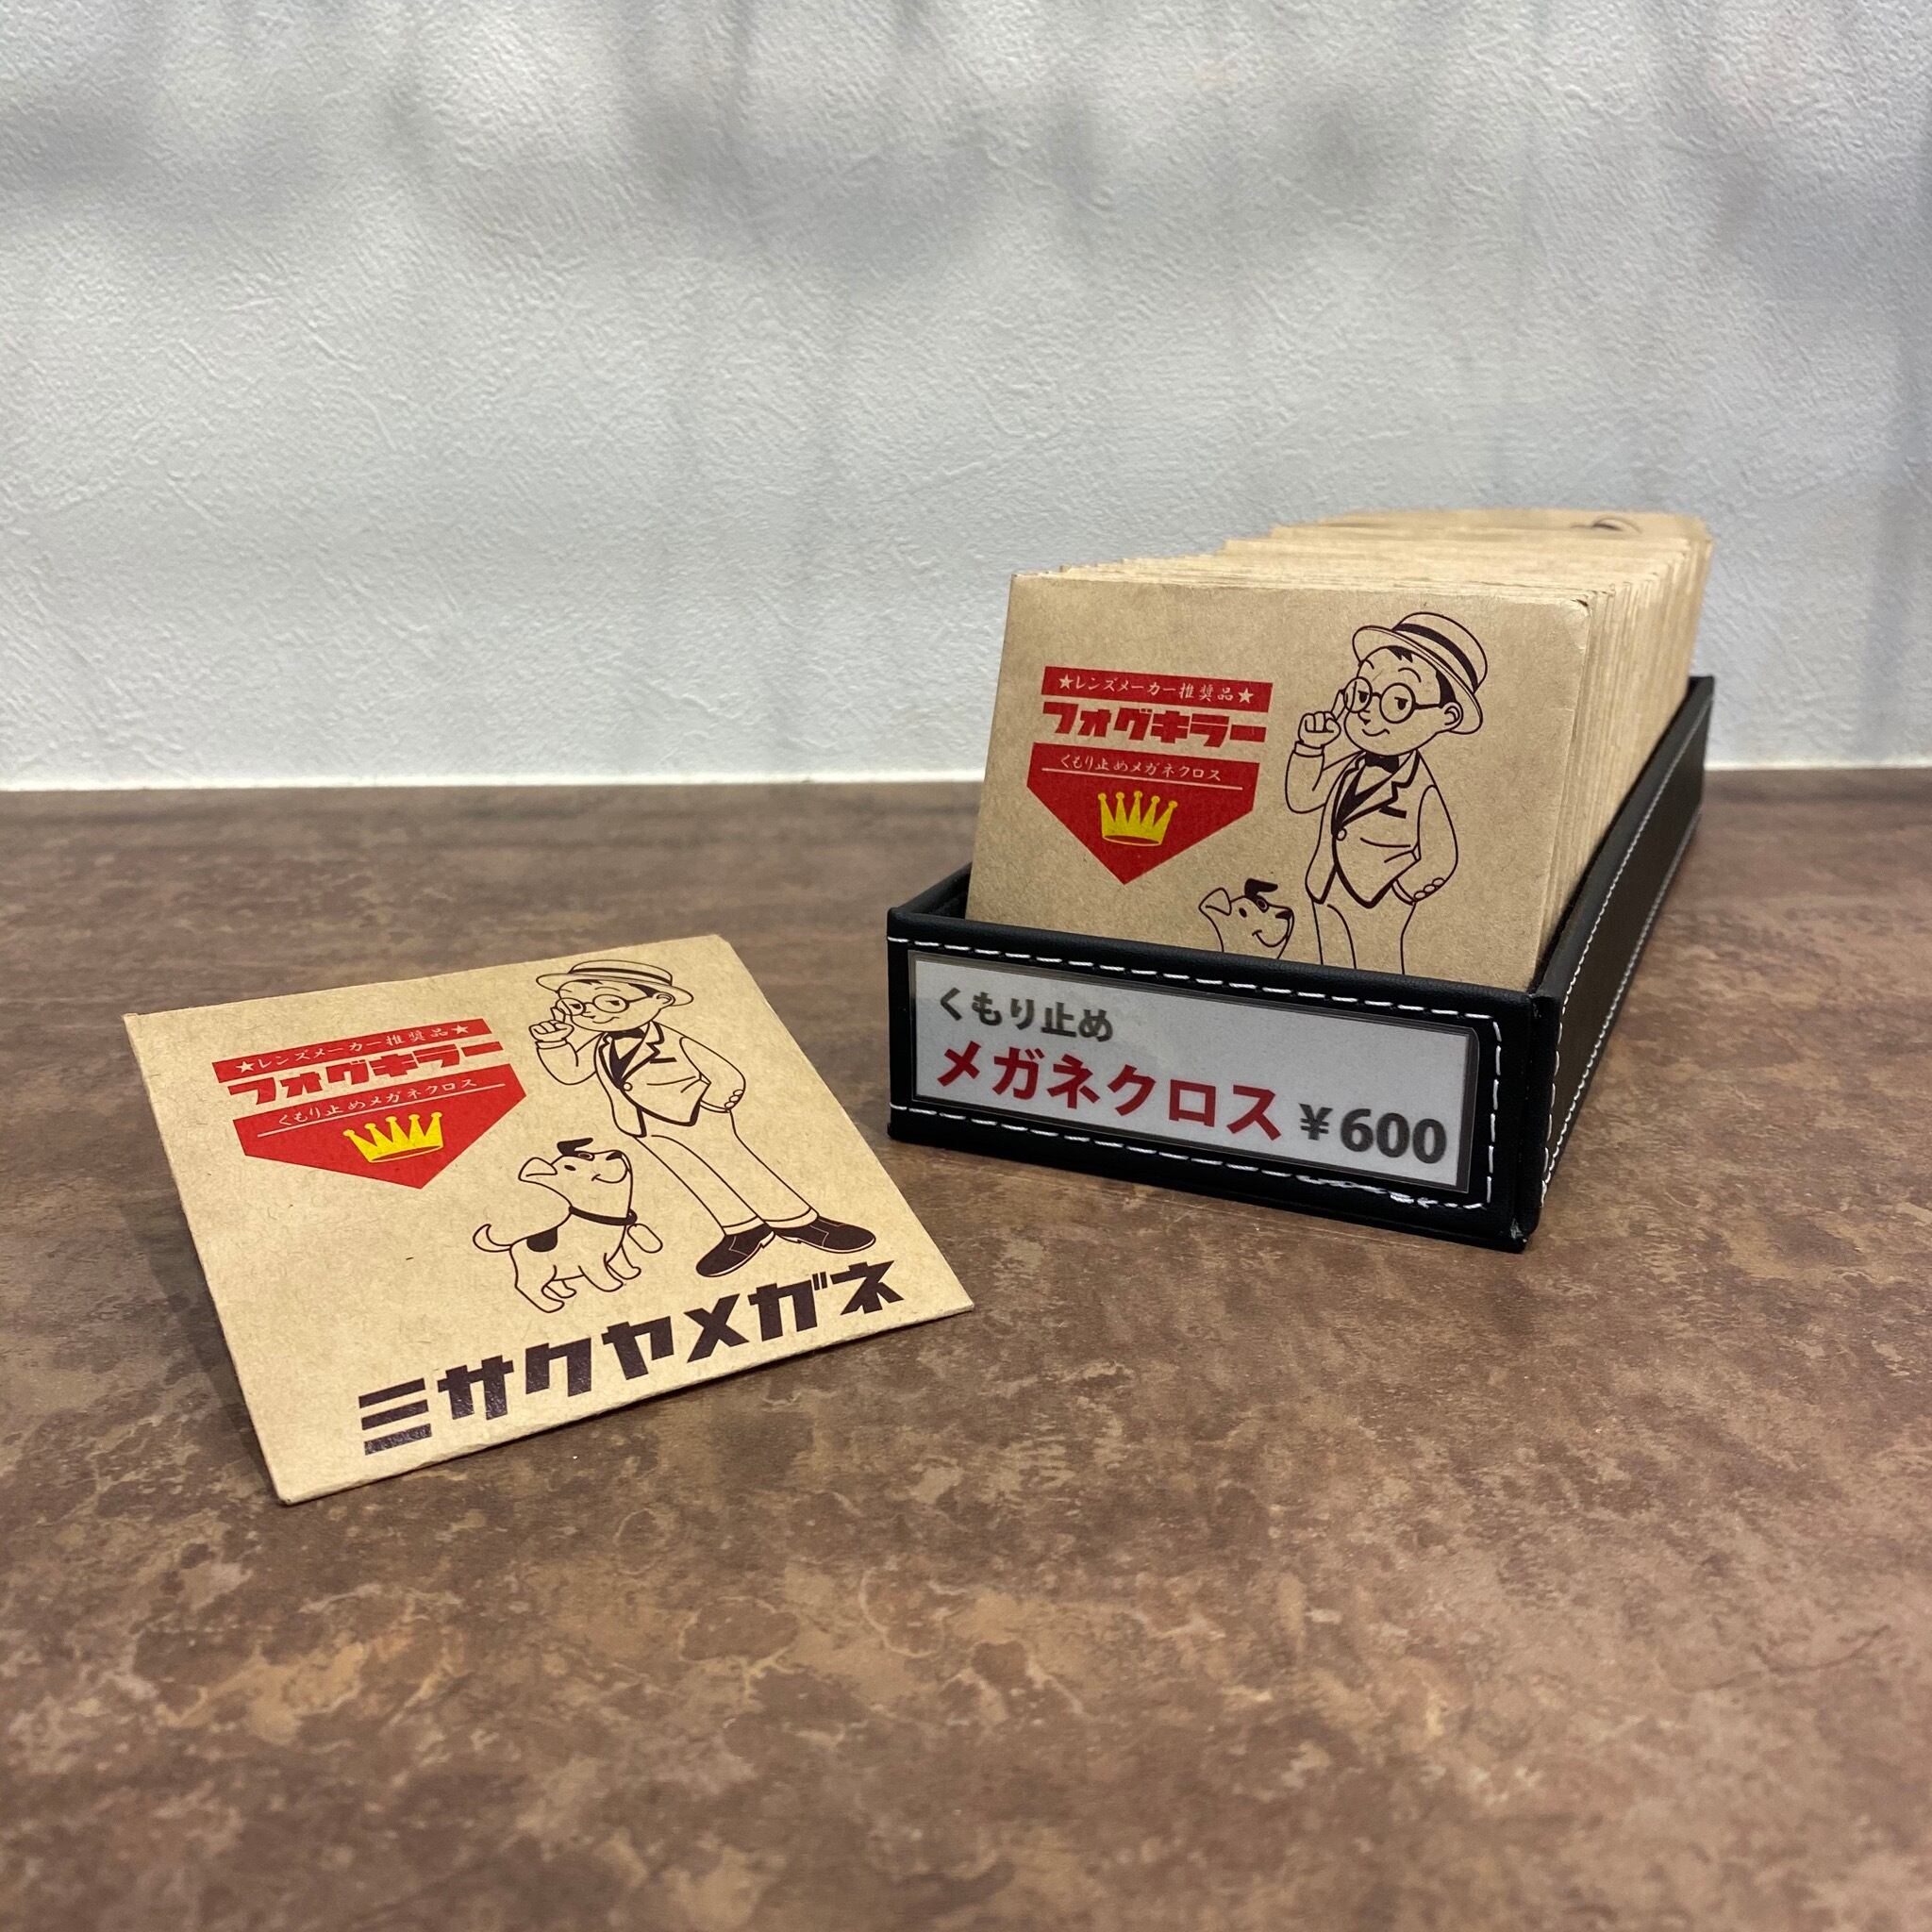 ★レンズメーカー推奨品★
フォグキラー
くもり止めメガネクロス
ミサクヤメガネ
★レンズメーカー推奨品★
フォグキラー
くもり止めメガネクロス
くもり止め
メガネクロス ¥600